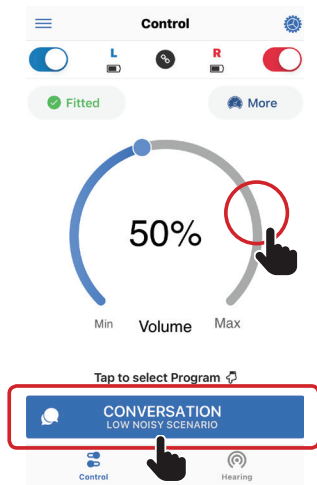 Control
L R
Fitted More
50%
Min Volume Max
Tap to select Program
CONVERSATION
LOW NOISY SCENARIO
Control Hearing